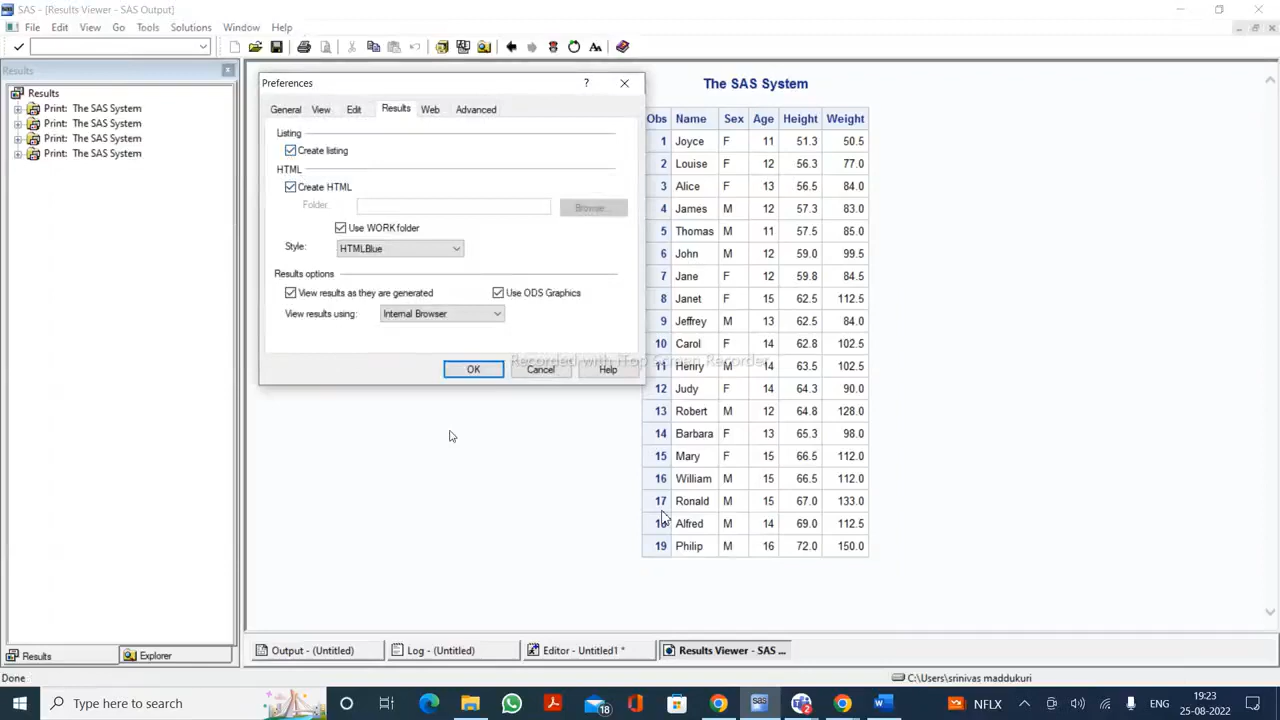 SAS - [Results Viewer - SAS Output]
File Edit View Go Tools Solutions Window Help
Results
Results
Print: The SAS System
Print: The SAS System
Print: The SAS System
Print: The SAS System
Preferences ?
General View Edit Results Web Advanced
Listing
Create listing
HTML
Create HTML
Folder: Browse...
Use WORK folder
Style: HTMLBlue
Results options
View results as they are generated Use ODS Graphics
View results using: Internal Browser
OK Cancel Help
Recorded with iTop Screen Recorder
The SAS System
Obs Name Sex Age Height Weight
1 Joyce F 11 51.3 50.5
2 Louise F 12 56.3 77.0
3 Alice F 13 56.5 84.0
4 James M 12 57.3 83.0
5 Thomas M 11 57.5 85.0
6 John M 12 59.0 99.5
7 Jane F 12 59.8 84.5
8 Janet F 15 62.5 112.5
9 Jeffrey M 13 62.5 84.0
10 Carol F 14 62.8 102.5
11 Henry M 14 63.5 102.5
12 Judy F 14 64.3 90.0
13 Robert M 12 64.8 128.0
14 Barbara F 13 65.3 98.0
15 Mary F 15 66.5 112.0
16 William M 15 66.5 112.0
17 Ronald M 15 67.0 133.0
18 Alfred M 14 69.0 112.5
19 Philip M 16 72.0 150.0
Results Explorer
Output - (Untitled) Log - (Untitled) Editor - Untitled1 * Results Viewer - SAS ...
Done C:\Users\srinivas maddukuri
Type here to search 18 2 NFLX ENG 19:23
25-08-2022